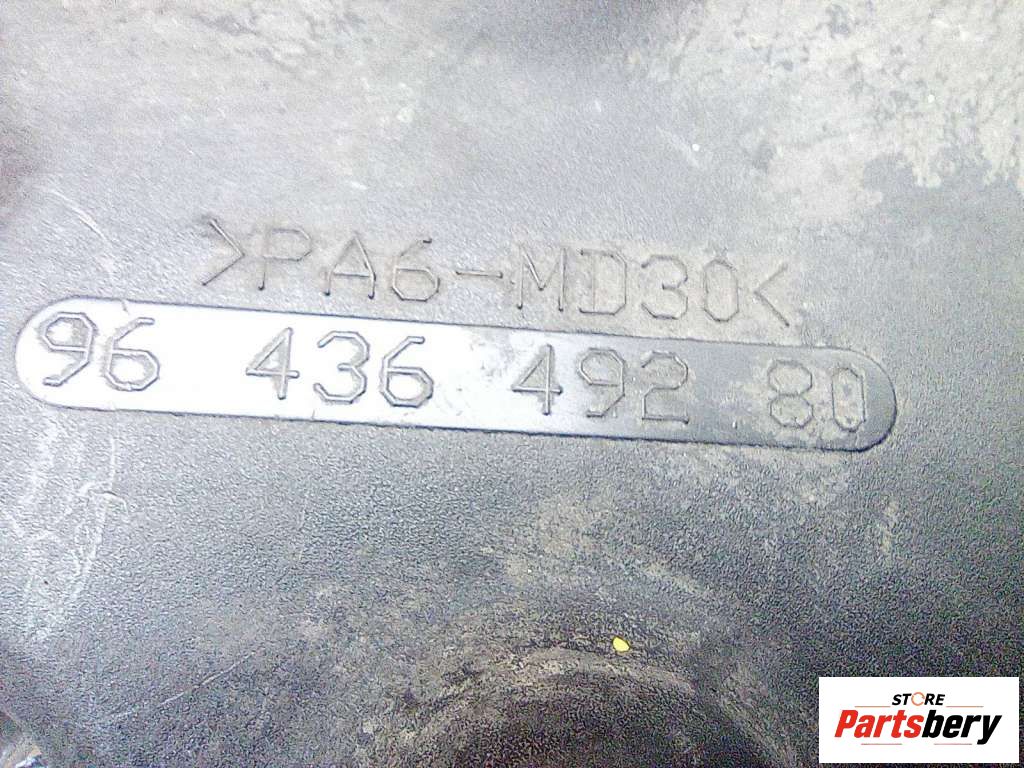 >PA6-MD30<
96 436 492 80
STORE
Partsbery